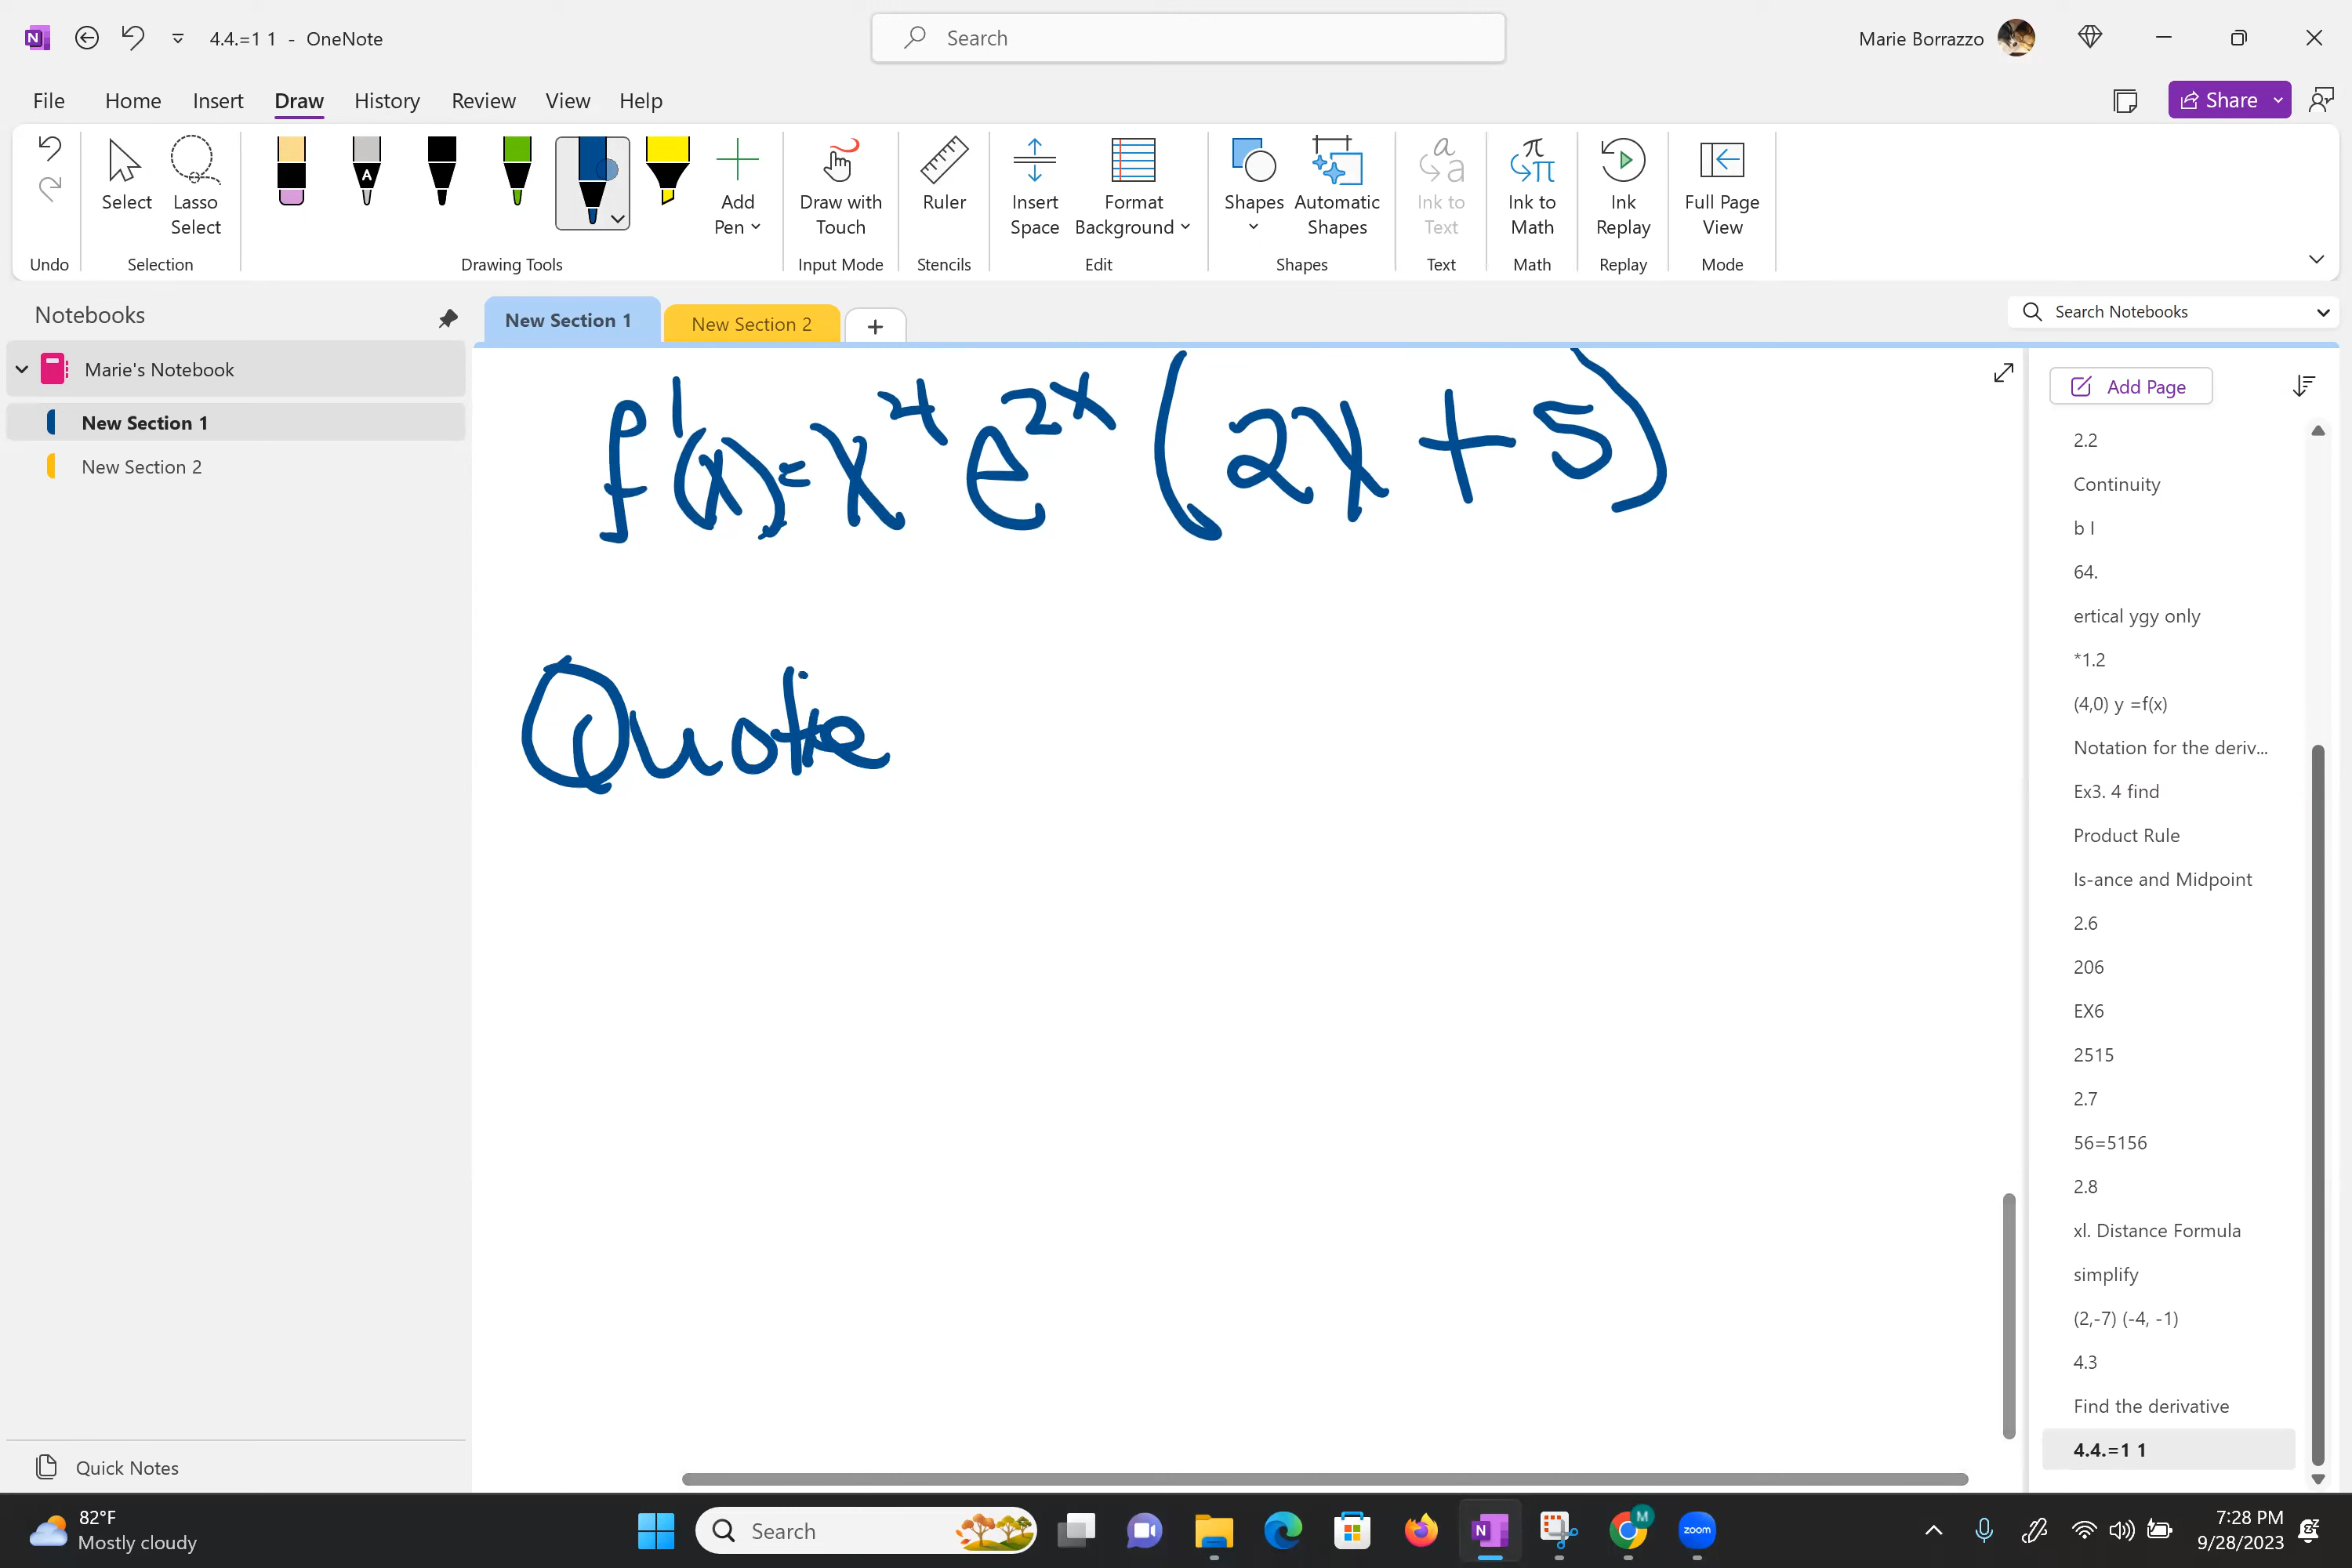 4.4.=1 1 - OneNote
Search
Marie Borrazzo
File Home Insert Draw History Review View Help
Share
Undo
Select
Lasso Select
Selection
A
Drawing Tools
Add Pen
Draw with Touch
Input Mode
Ruler
Stencils
Insert Space
Format Background
Edit
Shapes
Automatic Shapes
Shapes
a a
Ink to Text
Text
π π
Ink to Math
Math
Ink Replay
Replay
Full Page View
Mode
Notebooks
New Section 1
New Section 2
+
Search Notebooks
Marie's Notebook
New Section 1
New Section 2
f'(x)=x^4 e^2x (2x+5)
Add Page
2.2
Continuity
b I
64.
ertical ygy only
*1.2
(4,0) y =f(x)
Notation for the deriv...
Ex3. 4 find
Product Rule
Is-ance and Midpoint
2.6
206
EX6
2515
2.7
56=5156
2.8
xl. Distance Formula
simplify
(2,-7) (-4, -1)
4.3
Find the derivative
4.4.=1 1
Quick Notes
82°F
Mostly cloudy
Search
N
M
zoom
7:28 PM
9/28/2023